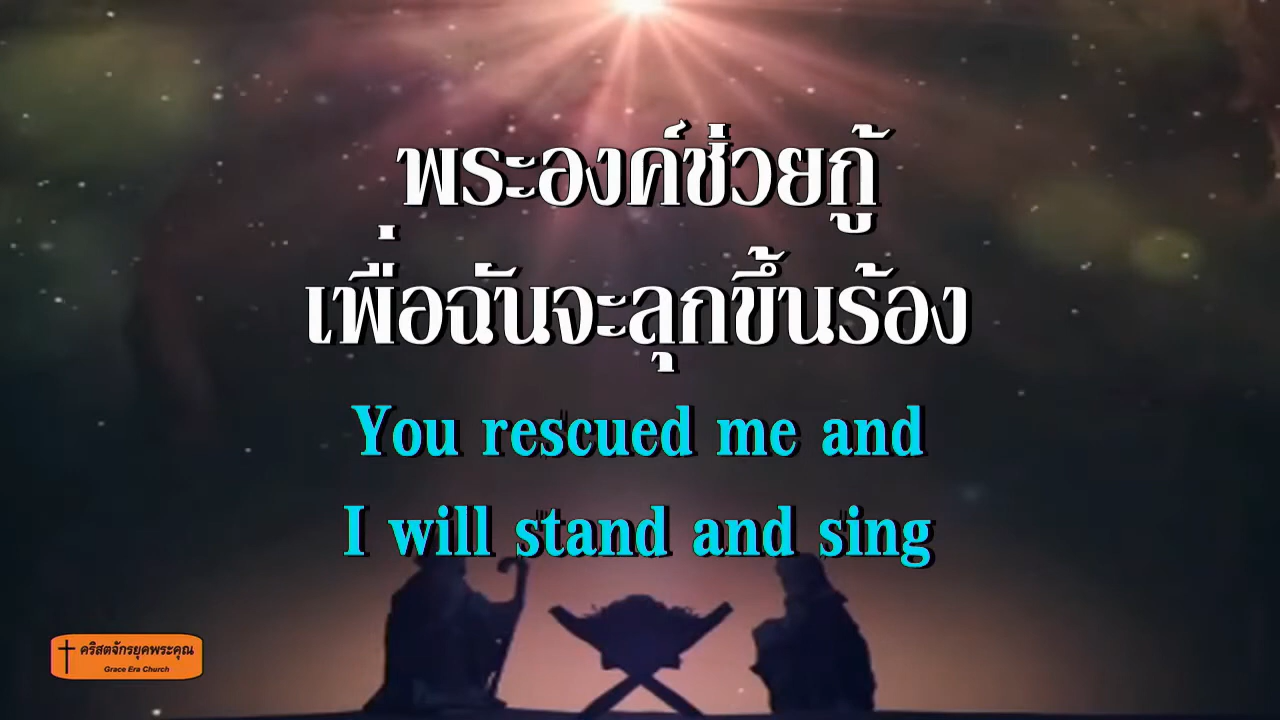 พระองค์ช่วยกู้
เพื่อฉันจะลุกขึ้นร้อง
You rescued me and
I will stand and sing
คริสตจักรยุคพระคุณ
Grace Era Church